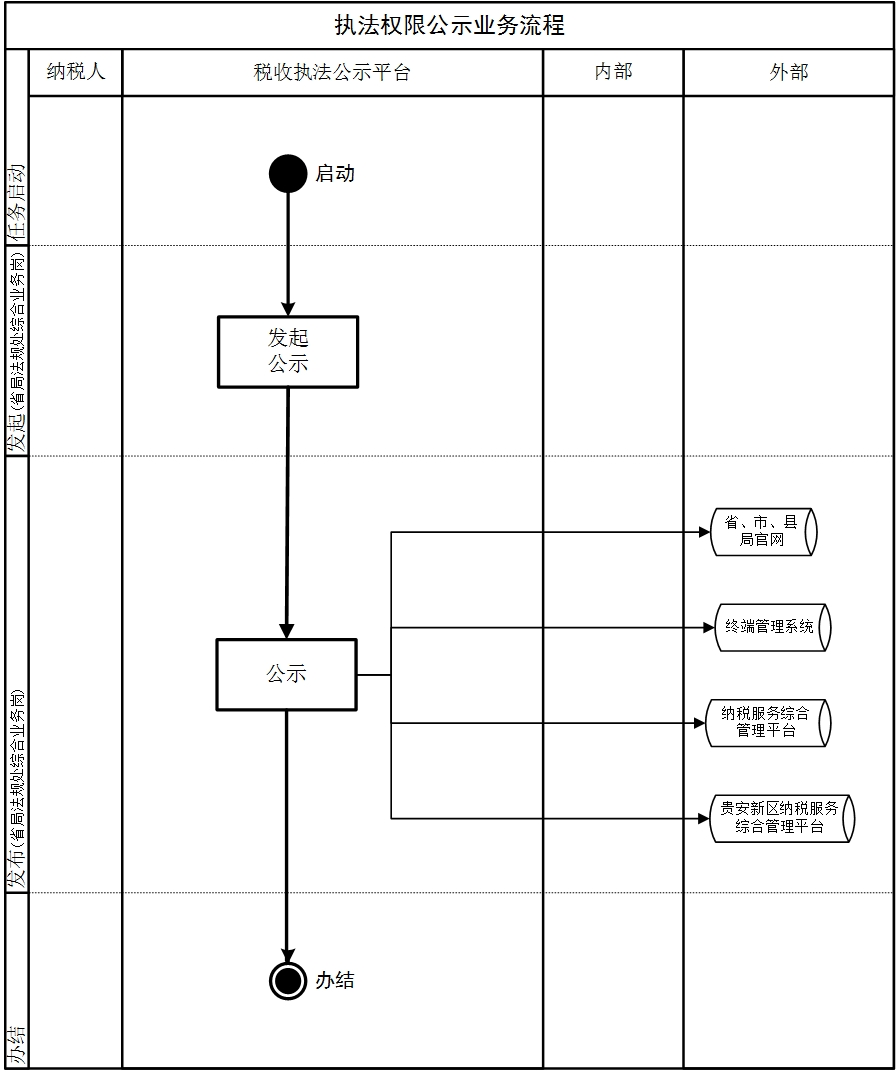 执法权限公示业务流程
纳税人
税收执法公示平台
内部
外部
任务启动
启动
发起(省局法规处综合业务岗)
发起
公示
发布(省局法规处综合业务岗)
省、市、县
局官网
终端管理系统
公示
纳税服务综合
管理平台
贵安新区纳税服务
综合管理平台
办结
办结